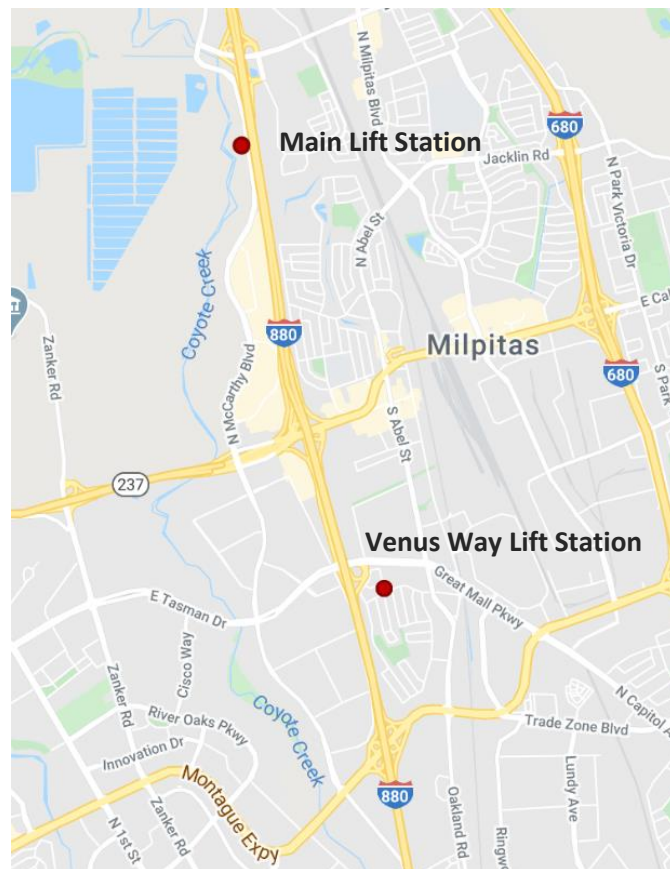 N Milpitas Blvd
680
Main Lift Station
Jacklin Rd
N Park Victoria Dr
N Abel St
Coyote Creek
E Cal
Zanker Rd
880
Milpitas
680
N McCarthy Blvd
S Park
S Abel St
237
Venus Way Lift Station
Great Mall Pkwy
E Tasman Dr
Cisco Way
Zanker Rd
River Oaks Pkwy
Coyote Creek
N Capitol A
Trade Zone Blvd
Innovation Dr
Montague Expy
Lundy Ave
880
Oakland Rd
Ringw
N 1st St
Zanker Rd